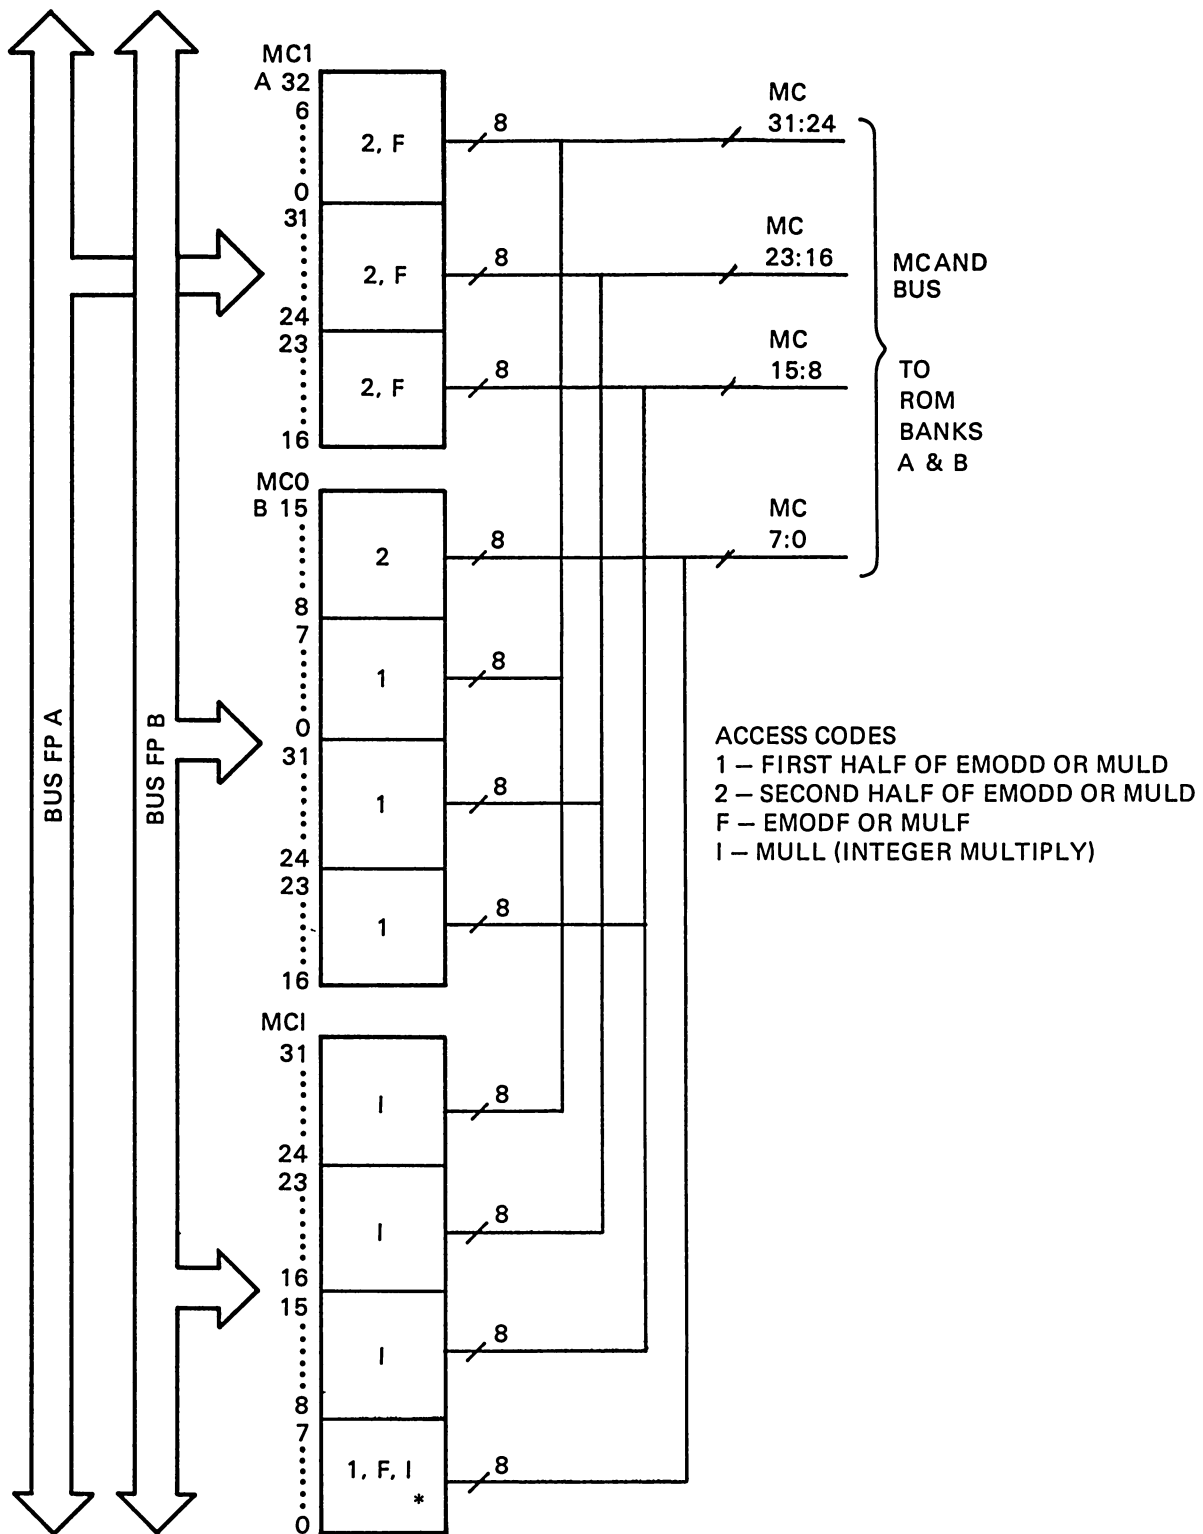 BUS FP A
BUS FP B
MC1
A 32
6
0
31
24
23
16
2, F
2, F
2, F
8
8
8
MC
31:24
MC
23:16
MC
15:8
MC
7:0
MCAND
BUS
TO
ROM
BANKS
A & B
MC0
B 15
8
7
0
31
24
23
16
2
1
1
1
8
8
8
8
ACCESS CODES
1 — FIRST HALF OF EMODD OR MULD
2 — SECOND HALF OF EMODD OR MULD
F — EMODF OR MULF
I — MULL (INTEGER MULTIPLY)
MCI
31
24
23
16
15
8
7
0
I
I
I
1, F, I
*
8
8
8
8